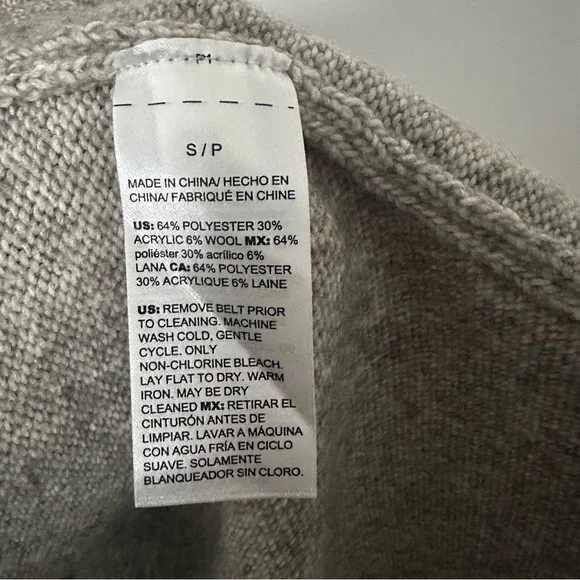 P1
S/P
MADE IN CHINA/ HECHO EN
CHINA/ FABRIQUÉ EN CHINE
US: 64% POLYESTER 30%
ACRYLIC 6% WOOL MX: 64%
poliéster 30% acrílico 6%
LANA CA: 64% POLYESTER
30% ACRYLIQUE 6% LAINE
US: REMOVE BELT PRIOR
TO CLEANING. MACHINE
WASH COLD, GENTLE
CYCLE. ONLY
NON-CHLORINE BLEACH.
LAY FLAT TO DRY. WARM
IRON. MAY BE DRY
CLEANED MX: RETIRAR EL
CINTURÓN ANTES DE
LIMPIAR. LAVAR A MÁQUINA
CON AGUA FRÍA EN CICLO
SUAVE. SOLAMENTE
BLANQUEADOR SIN CLORO.